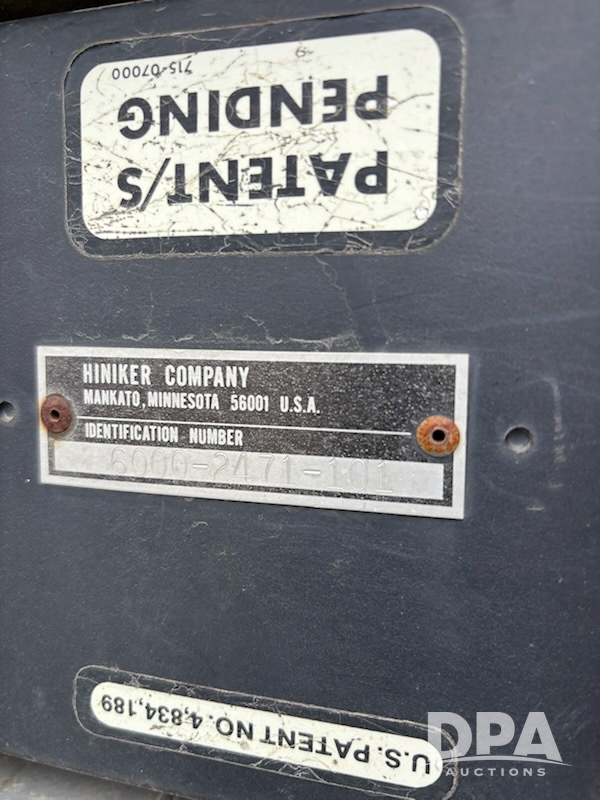 PATENT/S
PENDING
715-07000
HINIKER COMPANY
MANKATO, MINNESOTA 56001 U.S.A.
IDENTIFICATION NUMBER
6000-2471-101
U.S. PATENT NO. 4,834,189
DPA
AUCTIONS